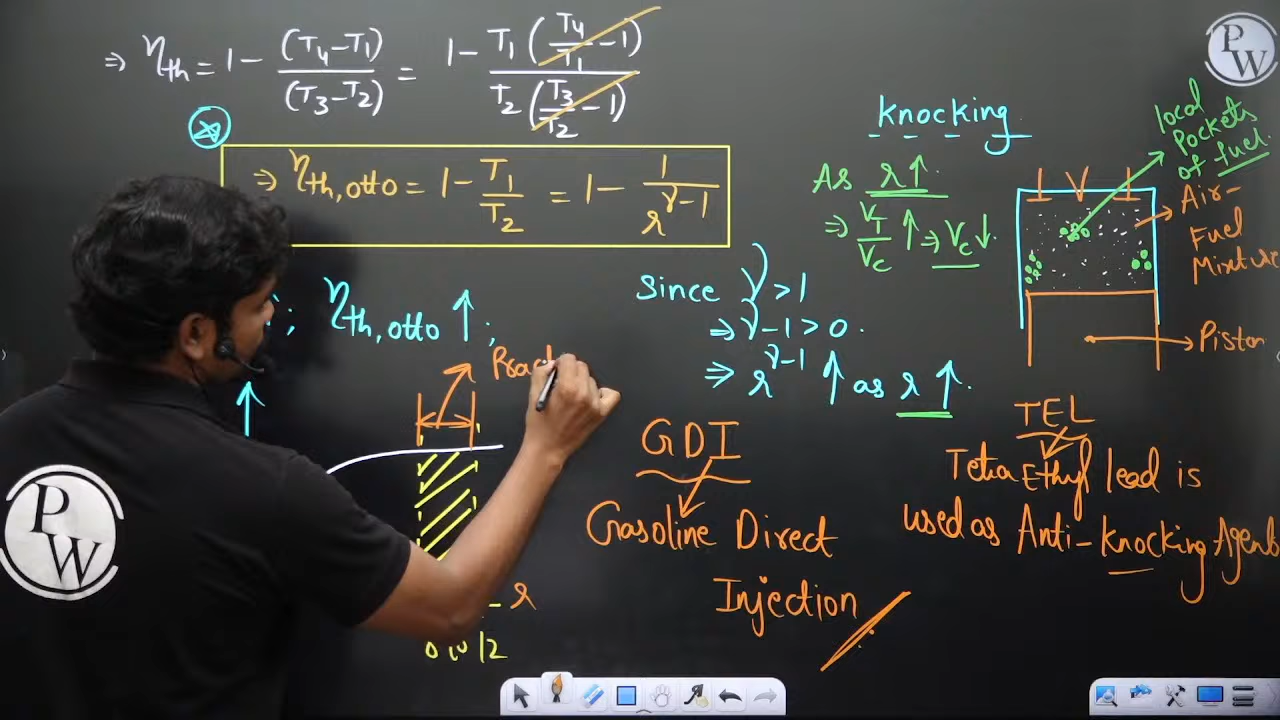 ⇒ ηth = 1 - (T4-T1)/(T3-T2) = 1 - T1(T4/T1 - 1)/T2(T3/T2 - 1)
⇒ ηth, otto = 1 - T1/T2 = 1 - 1/r^γ-1
; ηth, otto ↑ ;
Since γ > 1
⇒ γ-1 > 0.
⇒ r^γ-1 ↑ as r ↑.
Knocking
As r↑.
⇒ VT/Vc ↑ ⇒ Vc↓.
local
Pockets
of fuel
Air-
Fuel
Mixture
Piston
GDI
Gasoline Direct
Injection
TEL
Tetra Ethyl lead is
used as Anti-knocking Agents
r
PW
PW